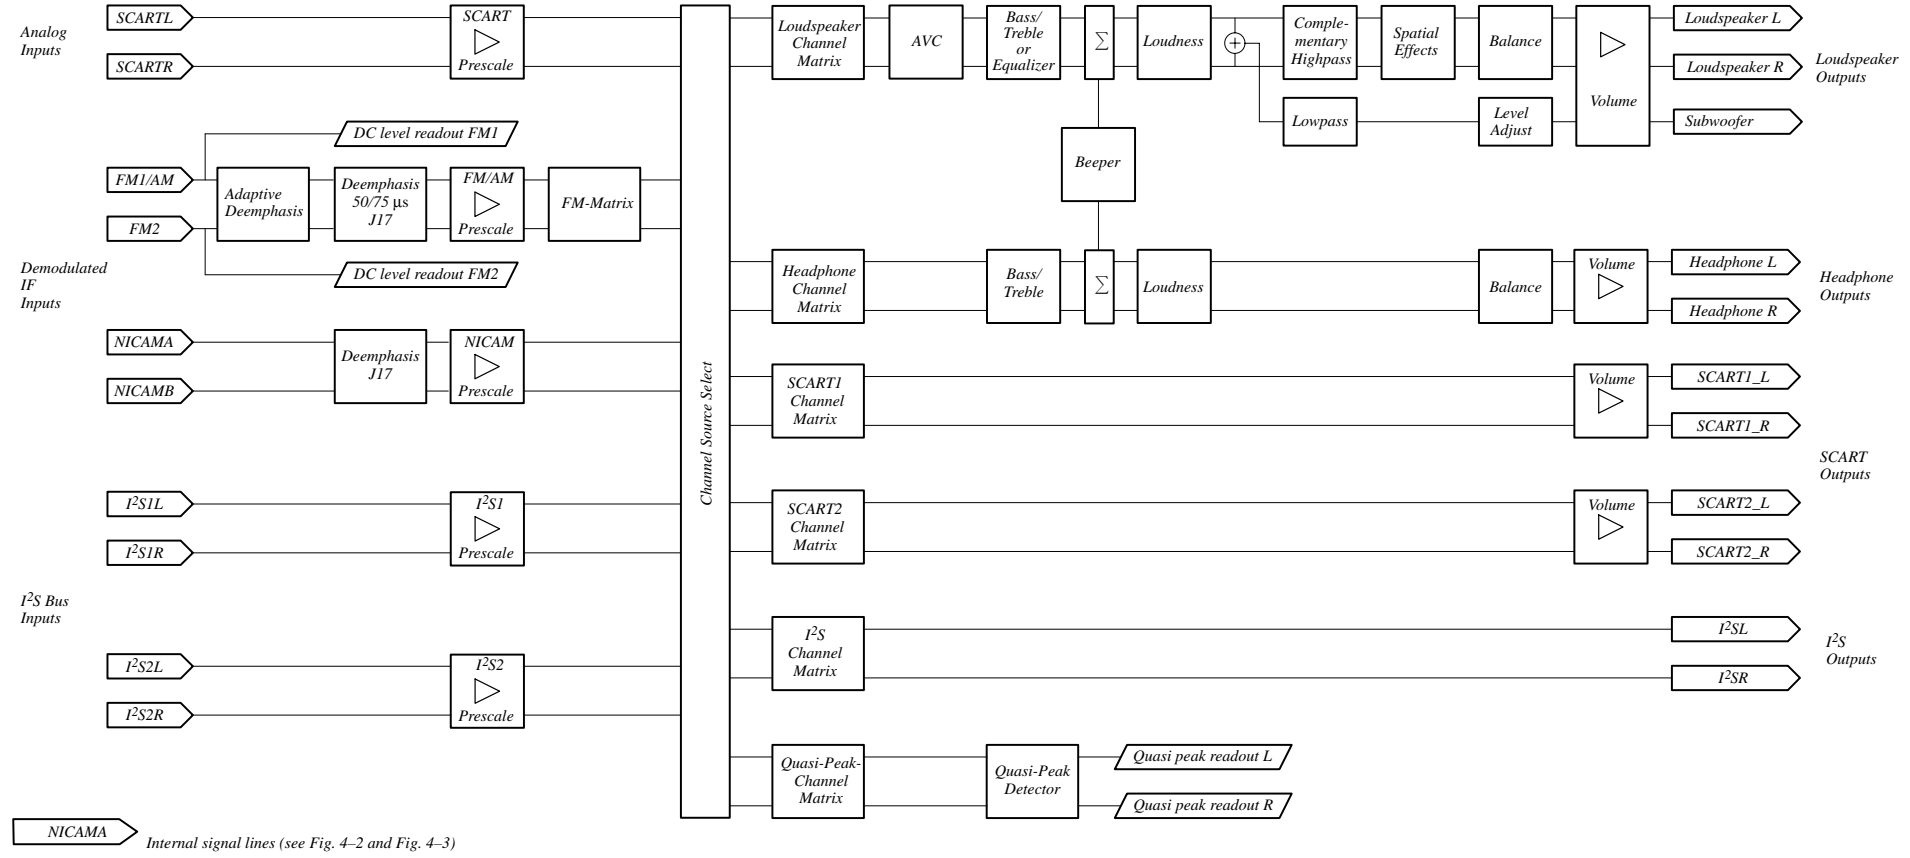 Analog
Inputs
SCARTL
SCARTR
SCART
Prescale
DC level readout FM1
FM1/AM
FM2
Adaptive
Deemphasis
Deemphasis
50/75 µs
J17
FM/AM
Prescale
FM-Matrix
DC level readout FM2
Demodulated
IF
Inputs
NICAMA
NICAMB
Deemphasis
J17
NICAM
Prescale
I²S1L
I²S1R
I²S1
Prescale
I²S Bus
Inputs
I²S2L
I²S2R
I²S2
Prescale
Channel Source Select
Loudspeaker
Channel
Matrix
AVC
Bass/
Treble
or
Equalizer
Σ
Loudness
+
Comple-
mentary
Highpass
Spatial
Effects
Balance
Volume
Loudspeaker L
Loudspeaker R
Subwoofer
Loudspeaker
Outputs
Lowpass
Level
Adjust
Beeper
Headphone
Channel
Matrix
Bass/
Treble
Σ
Loudness
Balance
Volume
Headphone L
Headphone R
Headphone
Outputs
SCART1
Channel
Matrix
Volume
SCART1_L
SCART1_R
SCART
Outputs
SCART2
Channel
Matrix
Volume
SCART2_L
SCART2_R
I²S
Channel
Matrix
I²SL
I²SR
I²S
Outputs
Quasi-Peak-
Channel
Matrix
Quasi-Peak
Detector
Quasi peak readout L
Quasi peak readout R
NICAMA
Internal signal lines (see Fig. 4–2 and Fig. 4–3)